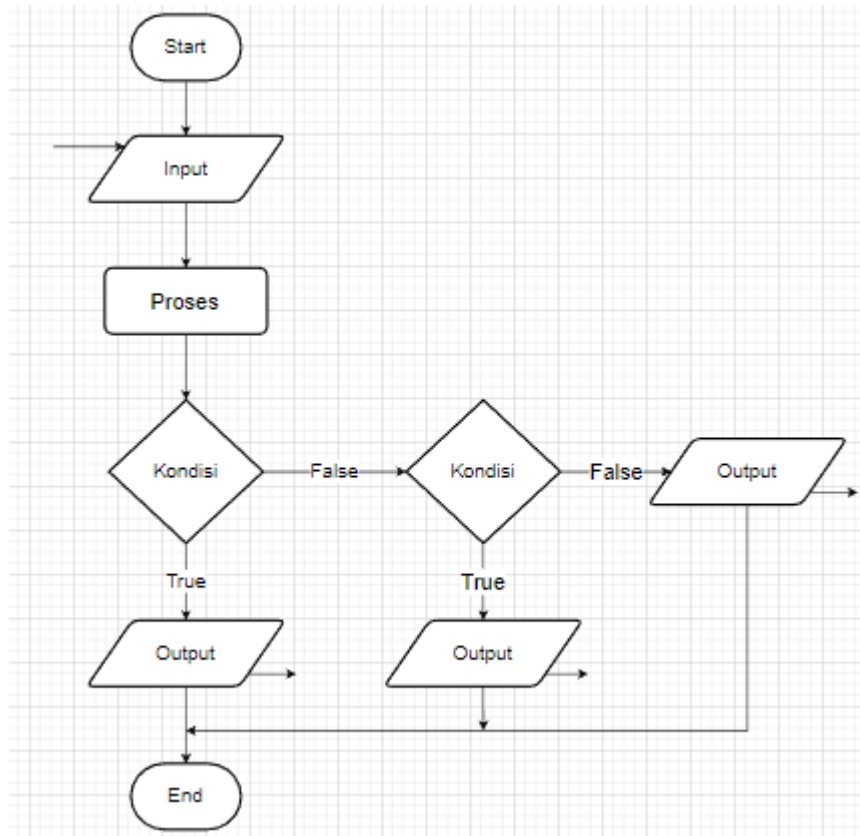 Start
Input
Proses
Kondisi
False
Kondisi
False
Output
True
True
Output
Output
End